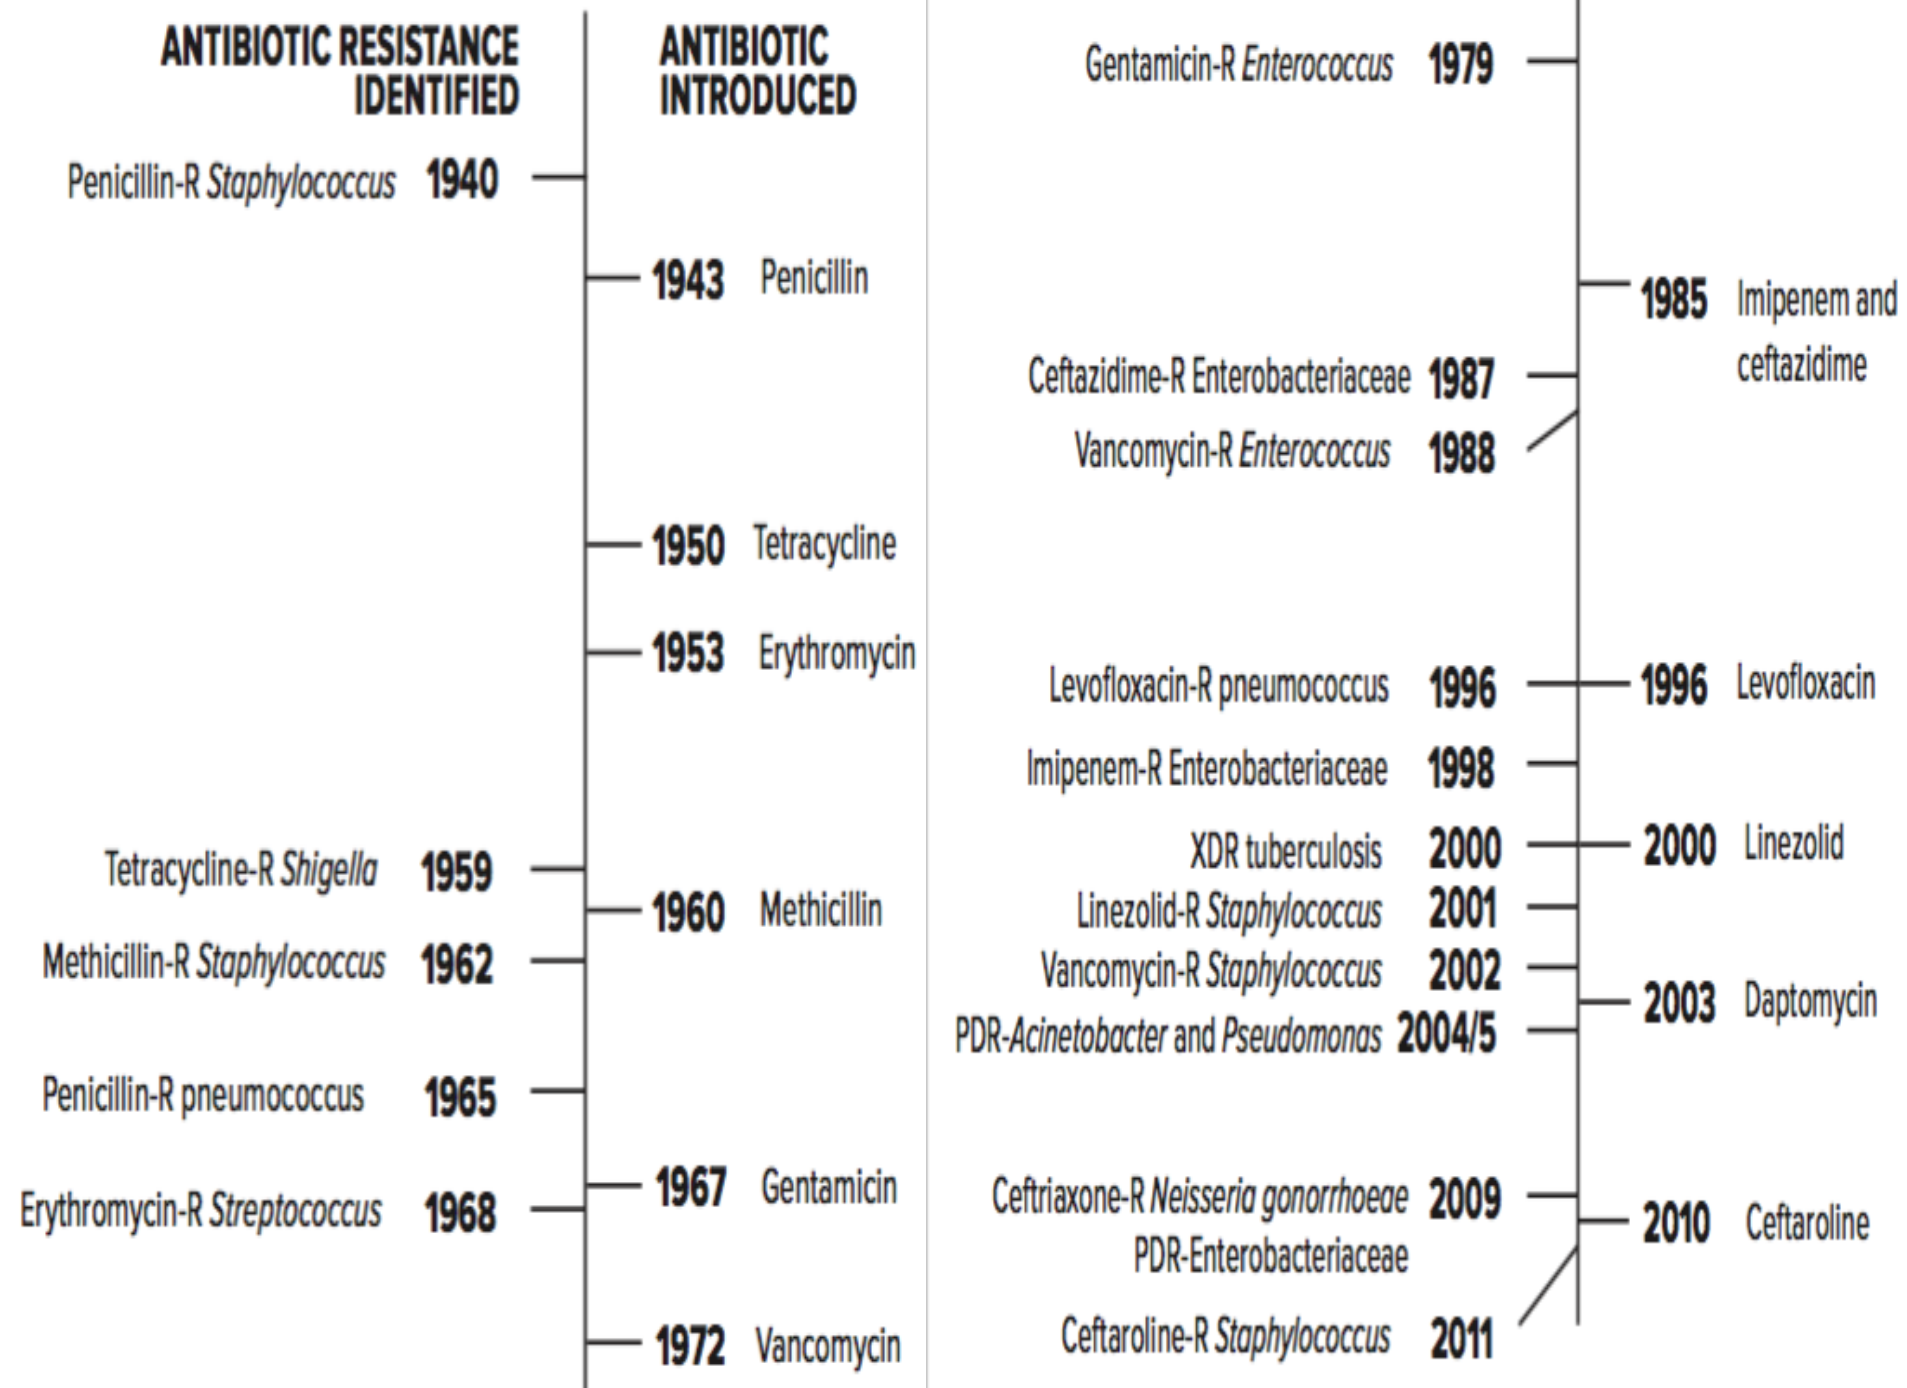 ANTIBIOTIC RESISTANCE
IDENTIFIED
ANTIBIOTIC
INTRODUCED
Penicillin-R Staphylococcus 1940
1943 Penicillin
1950 Tetracycline
1953 Erythromycin
Tetracycline-R Shigella 1959
1960 Methicillin
Methicillin-R Staphylococcus 1962
Penicillin-R pneumococcus 1965
1967 Gentamicin
Erythromycin-R Streptococcus 1968
1972 Vancomycin
Gentamicin-R Enterococcus 1979
1985 Imipenem and
ceftazidime
Ceftazidime-R Enterobacteriaceae 1987
Vancomycin-R Enterococcus 1988
Levofloxacin-R pneumococcus 1996
1996 Levofloxacin
Imipenem-R Enterobacteriaceae 1998
XDR tuberculosis 2000
2000 Linezolid
Linezolid-R Staphylococcus 2001
Vancomycin-R Staphylococcus 2002
2003 Daptomycin
PDR-Acinetobacter and Pseudomonas 2004/5
Ceftriaxone-R Neisseria gonorrhoeae 2009
PDR-Enterobacteriaceae
2010 Ceftaroline
Ceftaroline-R Staphylococcus 2011